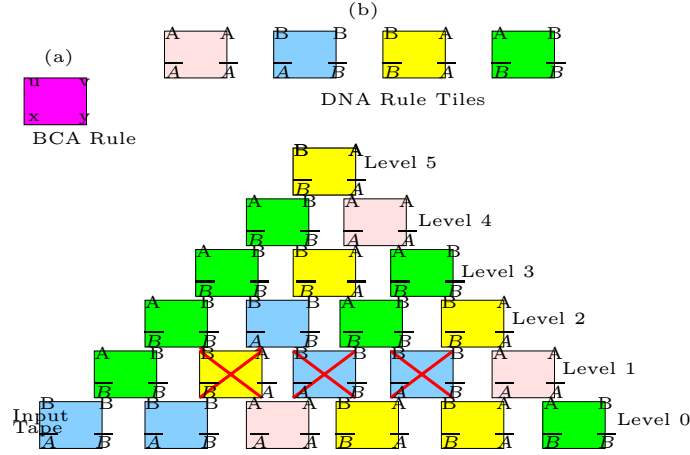 (b)
A A B B B A A B
(a)
A̅ A̅ A̅ B̅ B̅ A̅ B̅ B̅
u v
DNA Rule Tiles
x y
BCA Rule
B A
Level 5
B̅ A̅
A B A A
Level 4
B̅ B̅ A̅ A̅
A B B A A B
Level 3
B̅ B̅ B̅ A̅ B̅ B̅
A B B B A B B A
Level 2
B̅ B̅ A̅ B̅ B̅ B̅ B̅ A̅
A B B A B B B B A A
Level 1
B̅ B̅ B̅ A̅ A̅ B̅ A̅ B̅ A̅ A̅
B B B B A A B A B A A B
Input
Tape
Level 0
A̅ B̅ A̅ B̅ A̅ A̅ B̅ A̅ B̅ A̅ B̅ B̅